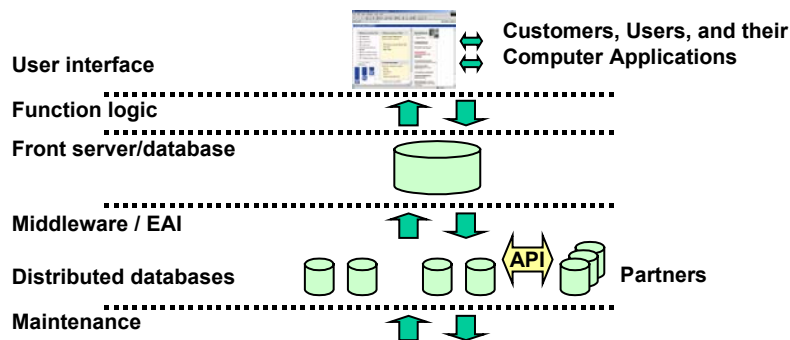 Customers, Users, and their
Computer Applications
User interface
Function logic
Front server/database
Middleware / EAI
API
Distributed databases
Partners
Maintenance